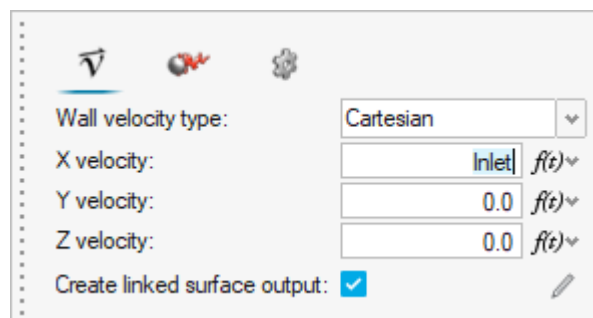 v
Wall velocity type: Cartesian
X velocity: Inlet f(t)
Y velocity: 0.0 f(t)
Z velocity: 0.0 f(t)
Create linked surface output: